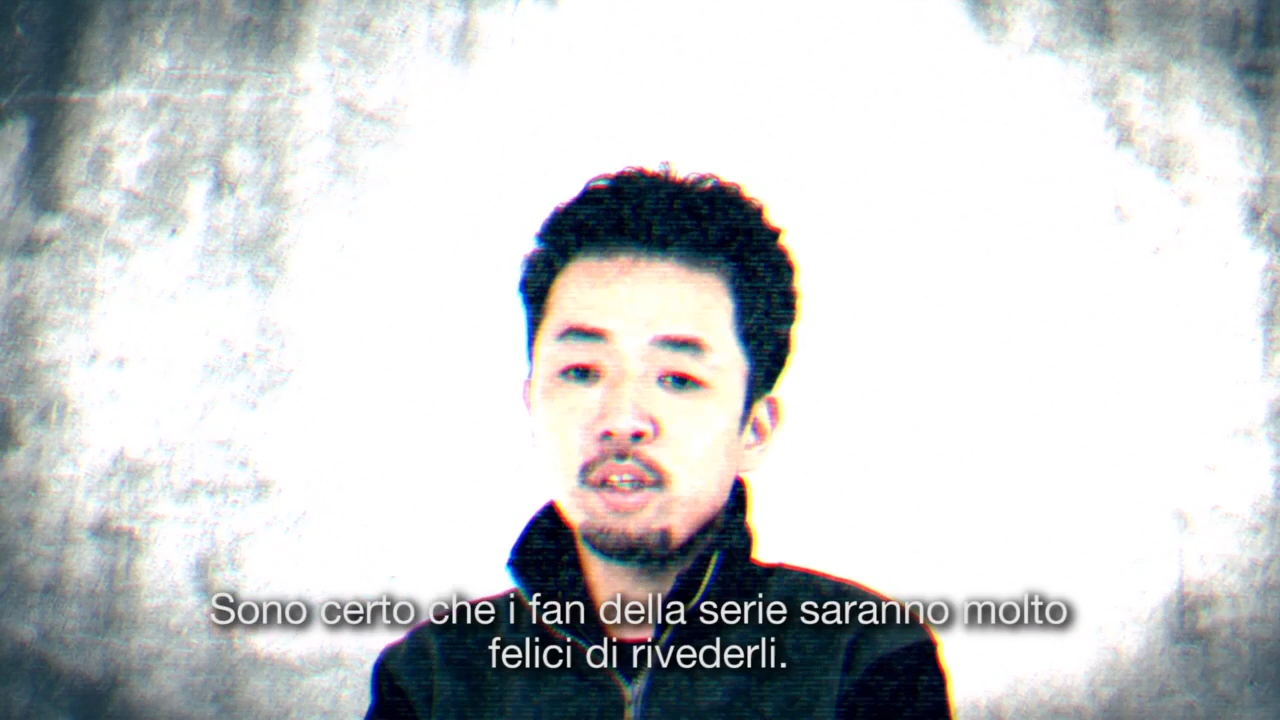 Sono certo che i fan della serie saranno molto
felici di rivederli.